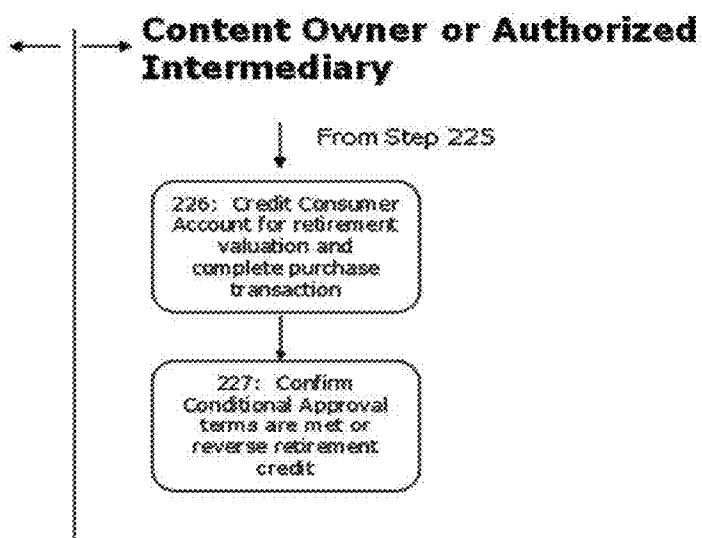 Content Owner or Authorized
Intermediary
From Step 225
226: Credit Consumer
Account for retirement
valuation and
complete purchase
transaction
227: Confirm
Conditional Approval
terms are met or
reverse retirement
credit